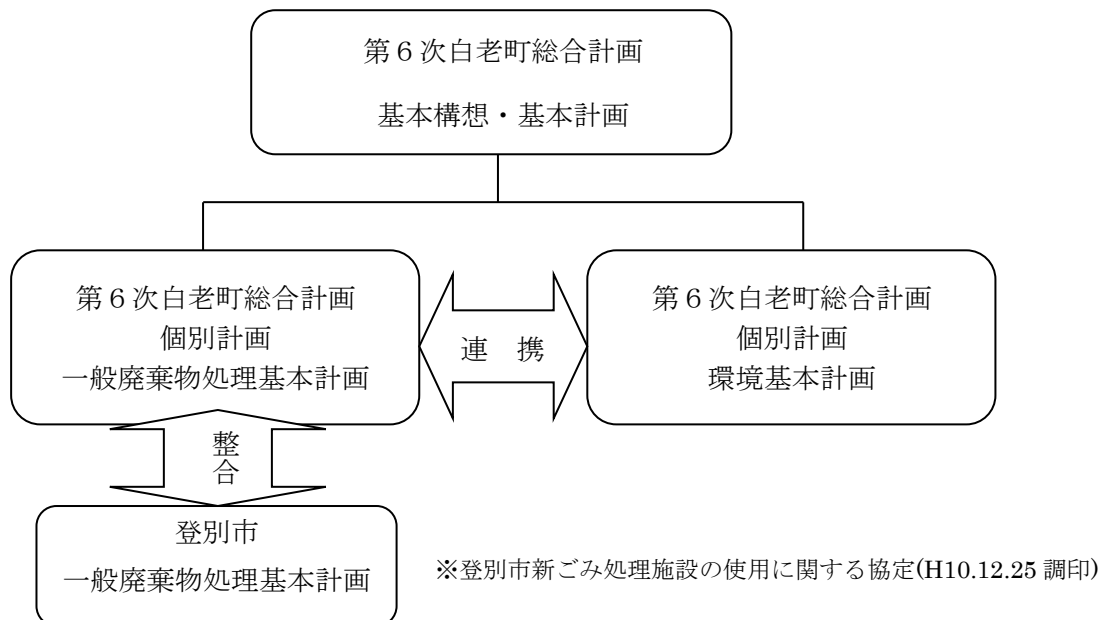 第６次白老町総合計画
基本構想・基本計画
第６次白老町総合計画
個別計画
一般廃棄物処理基本計画
連　携
第６次白老町総合計画
個別計画
環境基本計画
整合
登別市
一般廃棄物処理基本計画
※登別市新ごみ処理施設の使用に関する協定(H10.12.25 調印)